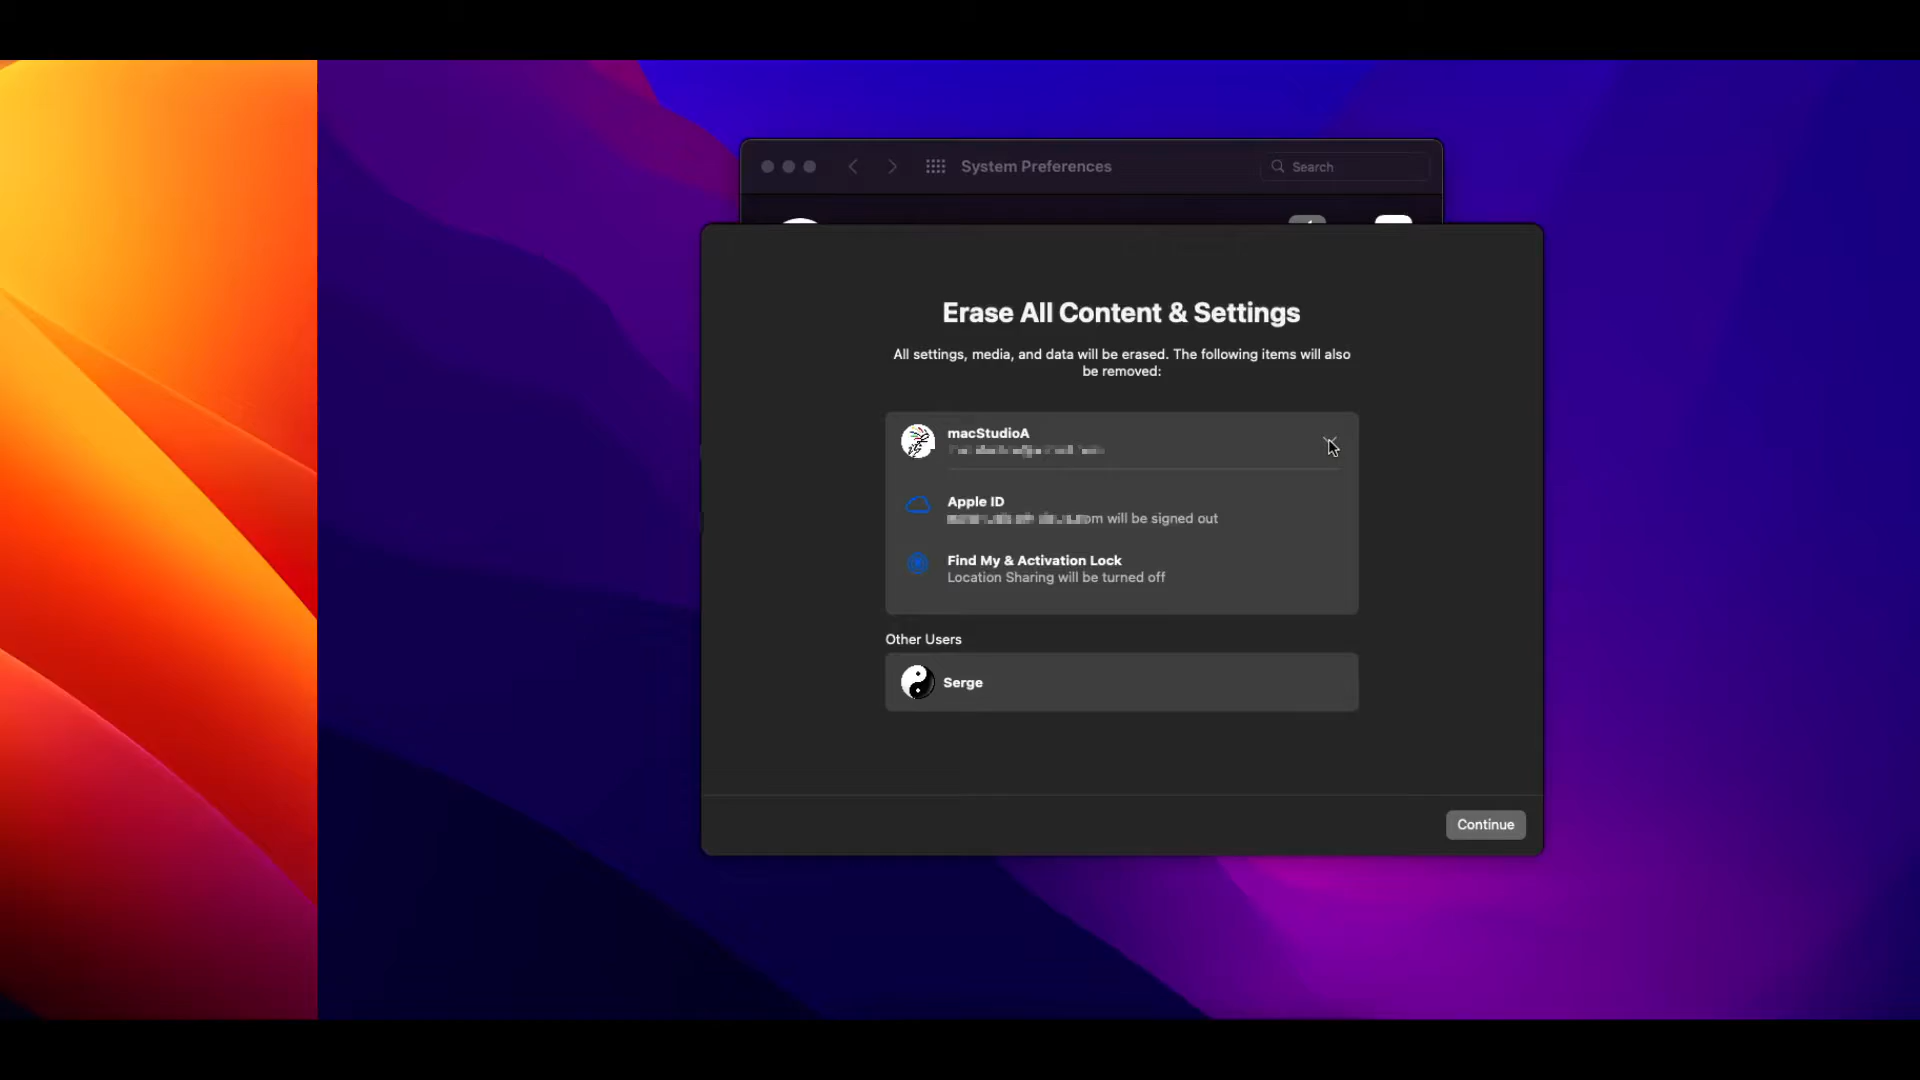 System Preferences
Search
Erase All Content & Settings
All settings, media, and data will be erased. The following items will also
be removed:
macStudioA
Apple ID
om will be signed out
Find My & Activation Lock
Location Sharing will be turned off
Other Users
Serge
Continue